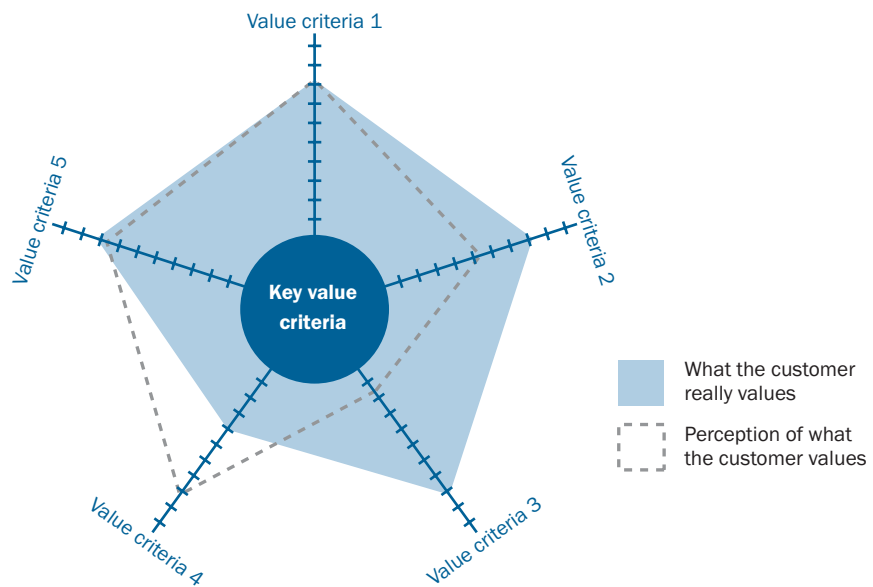 Value criteria 1
Value criteria 2
Value criteria 5
Key value
criteria
What the customer
really values
Perception of what
the customer values
Value criteria 4
Value criteria 3